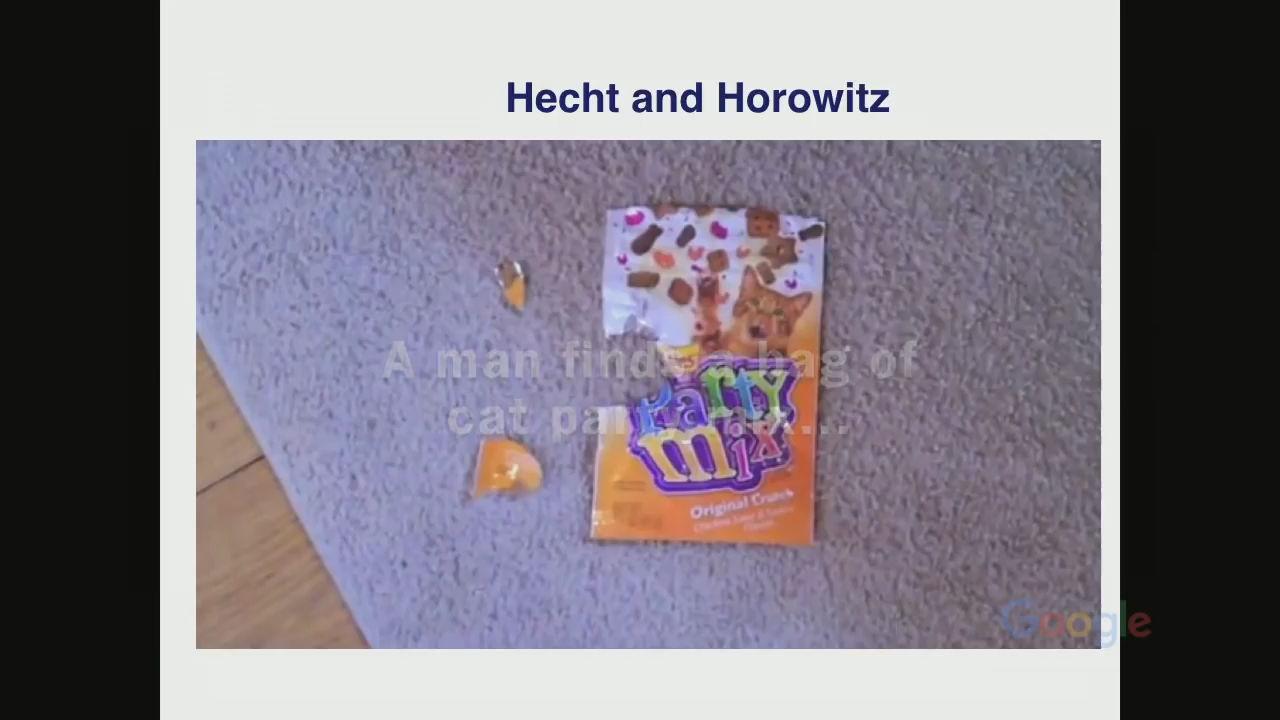 Hecht and Horowitz
A man finds a bag of
cat party mix...
Party
mix
Original Crunch
Google